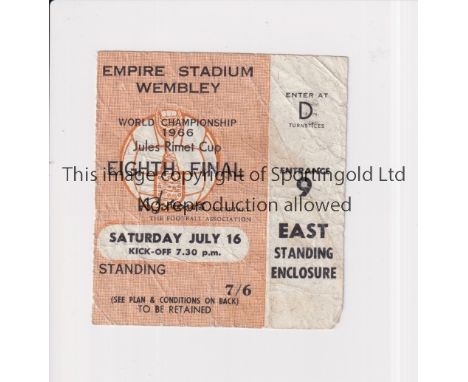 EMPIRE STADIUM
WEMBLEY
WORLD CHAMPIONSHIP
1966
Jules Rimet Cup
EIGHTH FINAL
THE FOOTBALL ASSOCIATION
SATURDAY JULY 16
KICK-OFF 7.30 p.m.
STANDING
7/6
(SEE PLAN & CONDITIONS ON BACK)
TO BE RETAINED
ENTER AT
D
TURNSTILES
ENTRANCE
9
EAST
STANDING
ENCLOSURE
This image copyright of Sportingold Ltd
No reproduction allowed